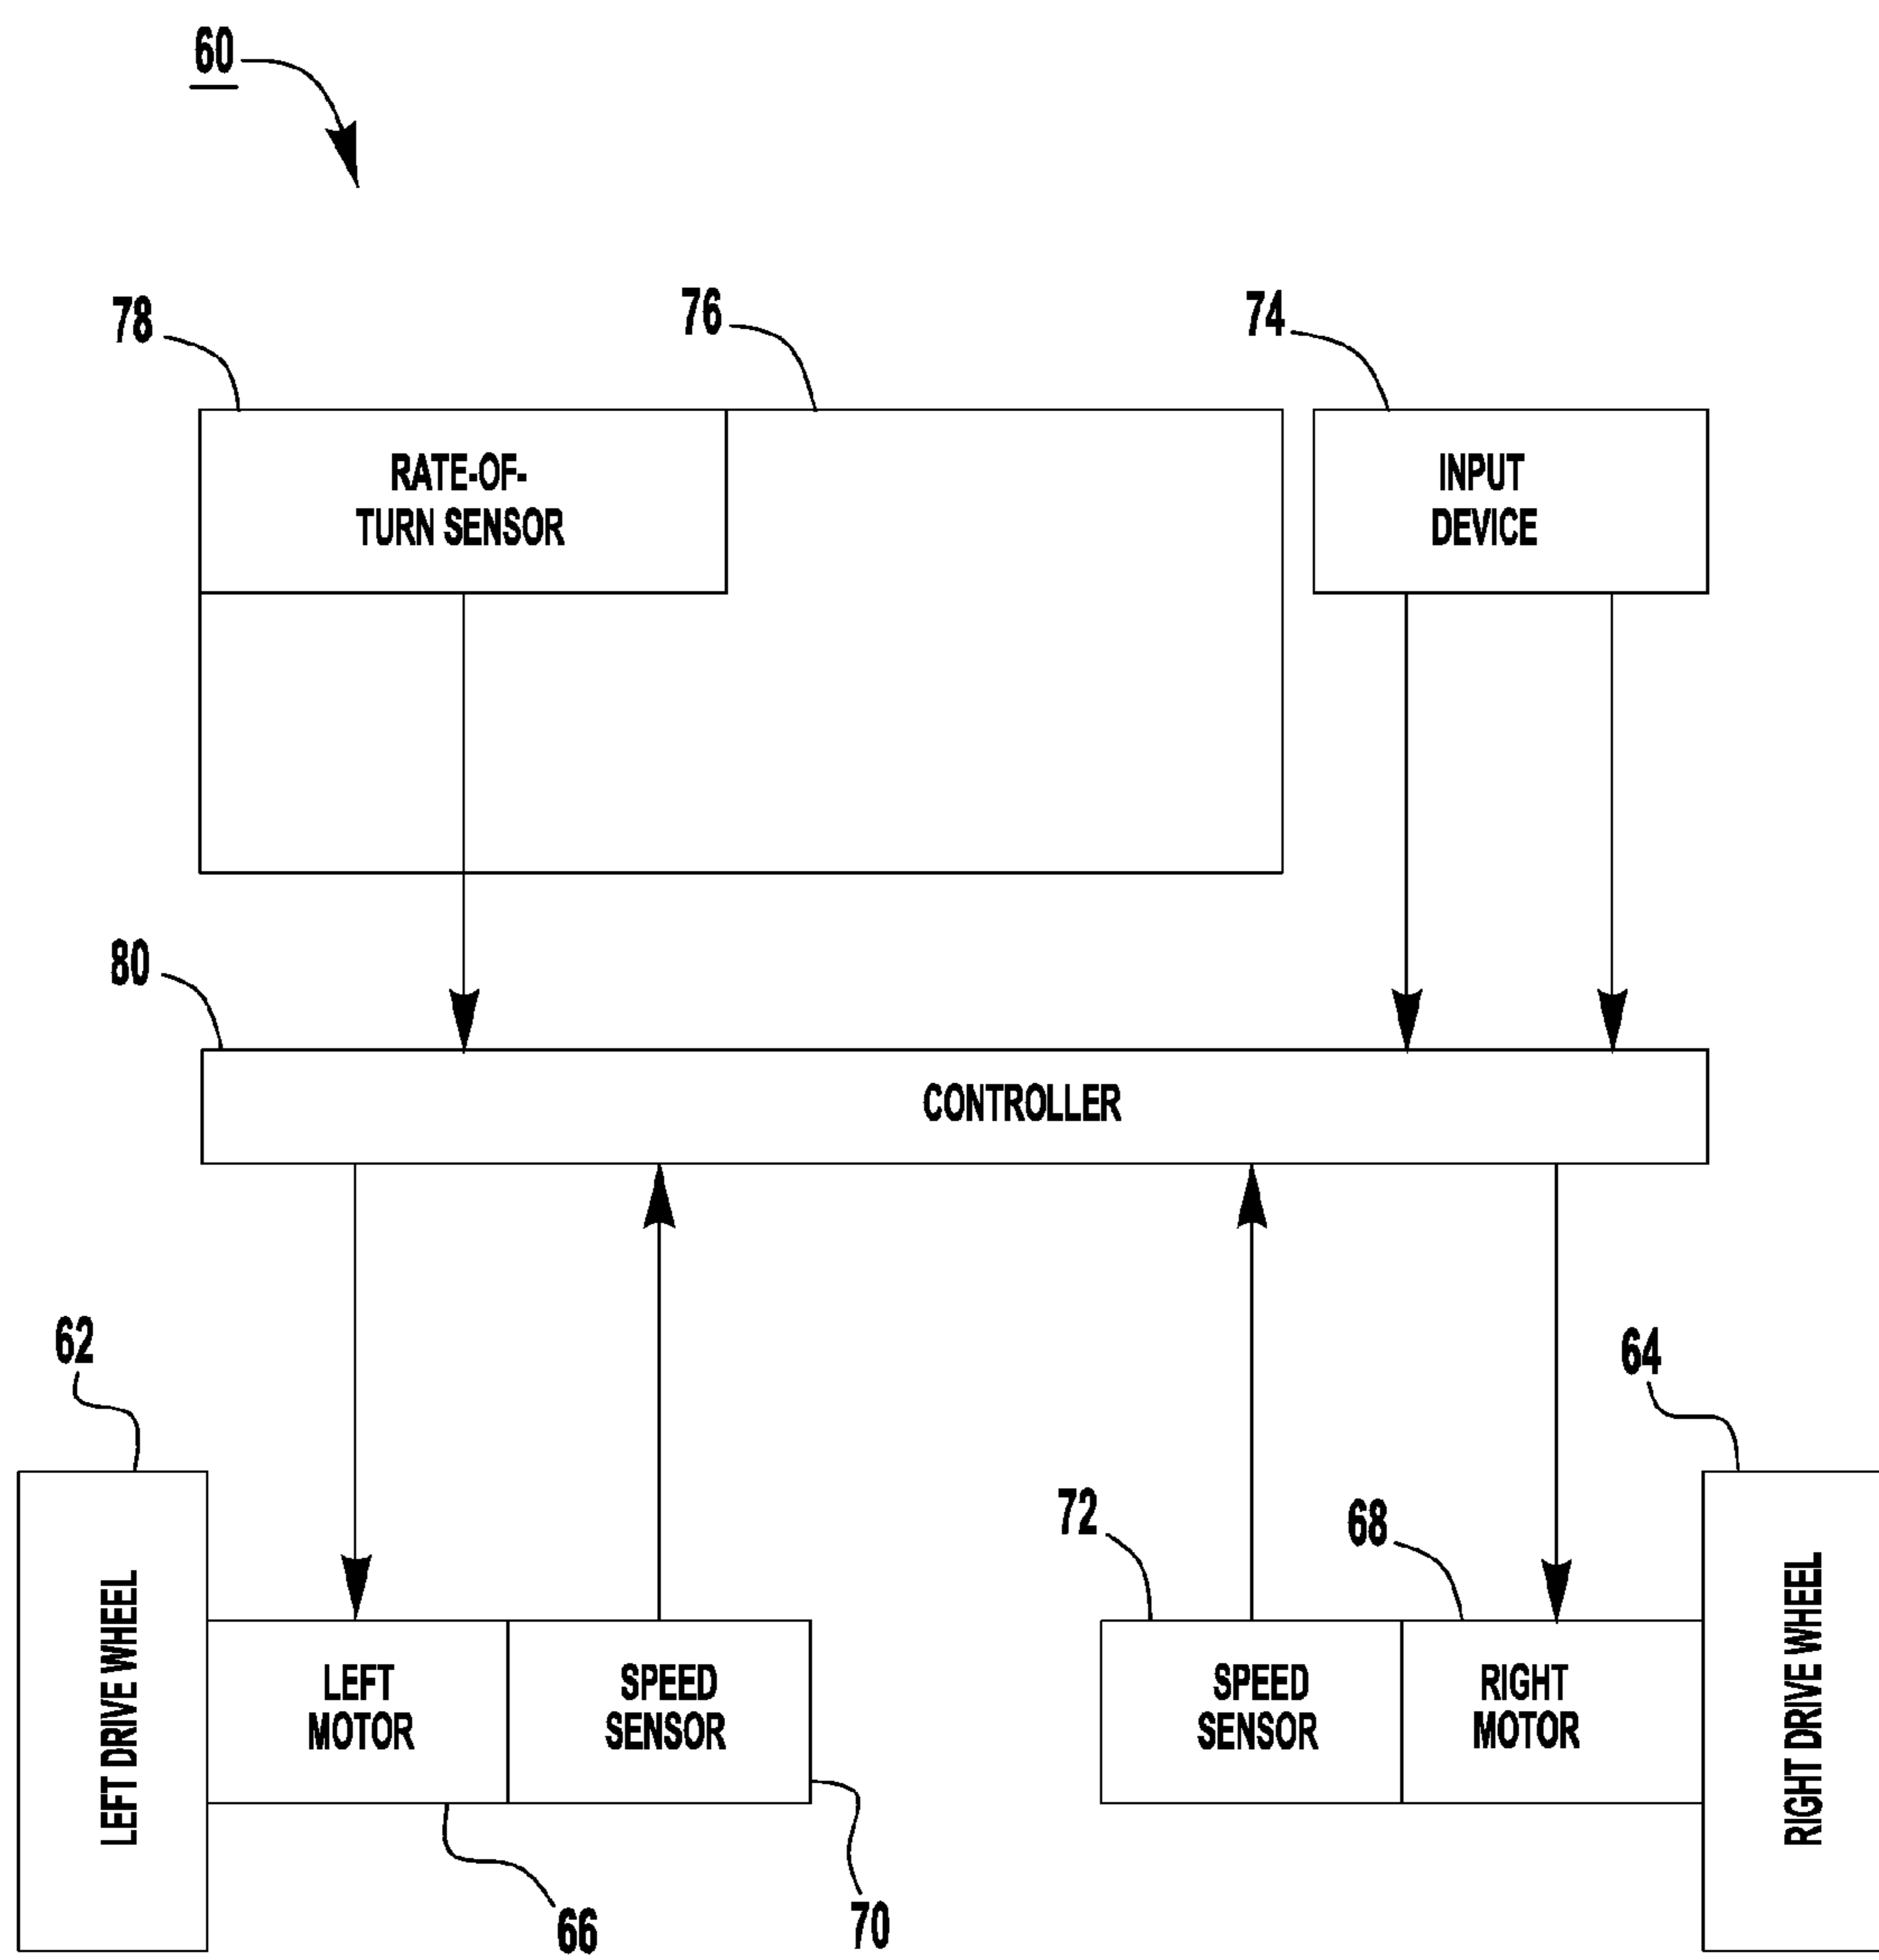 60
78
76
74
RATE-OF-
TURN SENSOR
INPUT
DEVICE
80
CONTROLLER
62
64
72
68
LEFT DRIVE WHEEL
LEFT
MOTOR
SPEED
SENSOR
SPEED
SENSOR
RIGHT
MOTOR
RIGHT DRIVE WHEEL
66
70